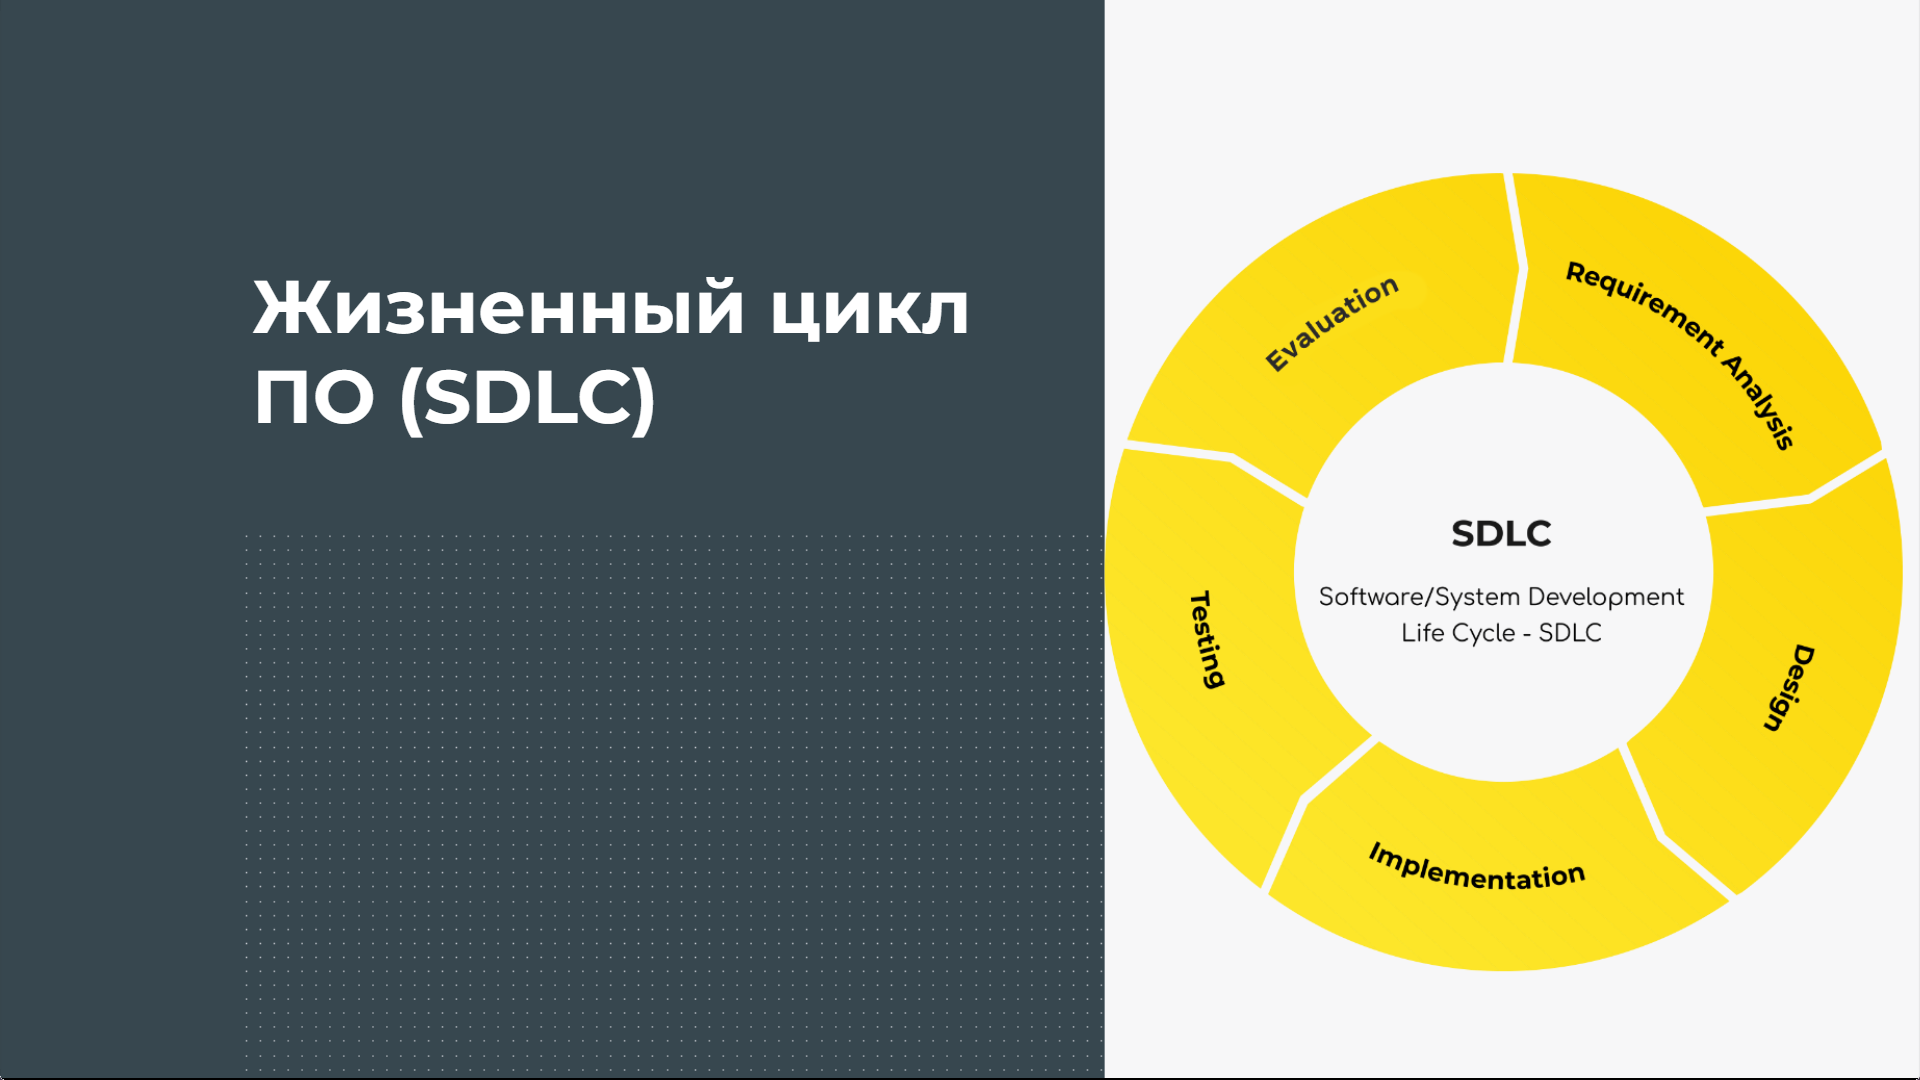 Жизненный цикл
ПО (SDLC)
Evaluation
Requirement Analysis
SDLC
Software/System Development
Life Cycle - SDLC
Testing
Design
Implementation